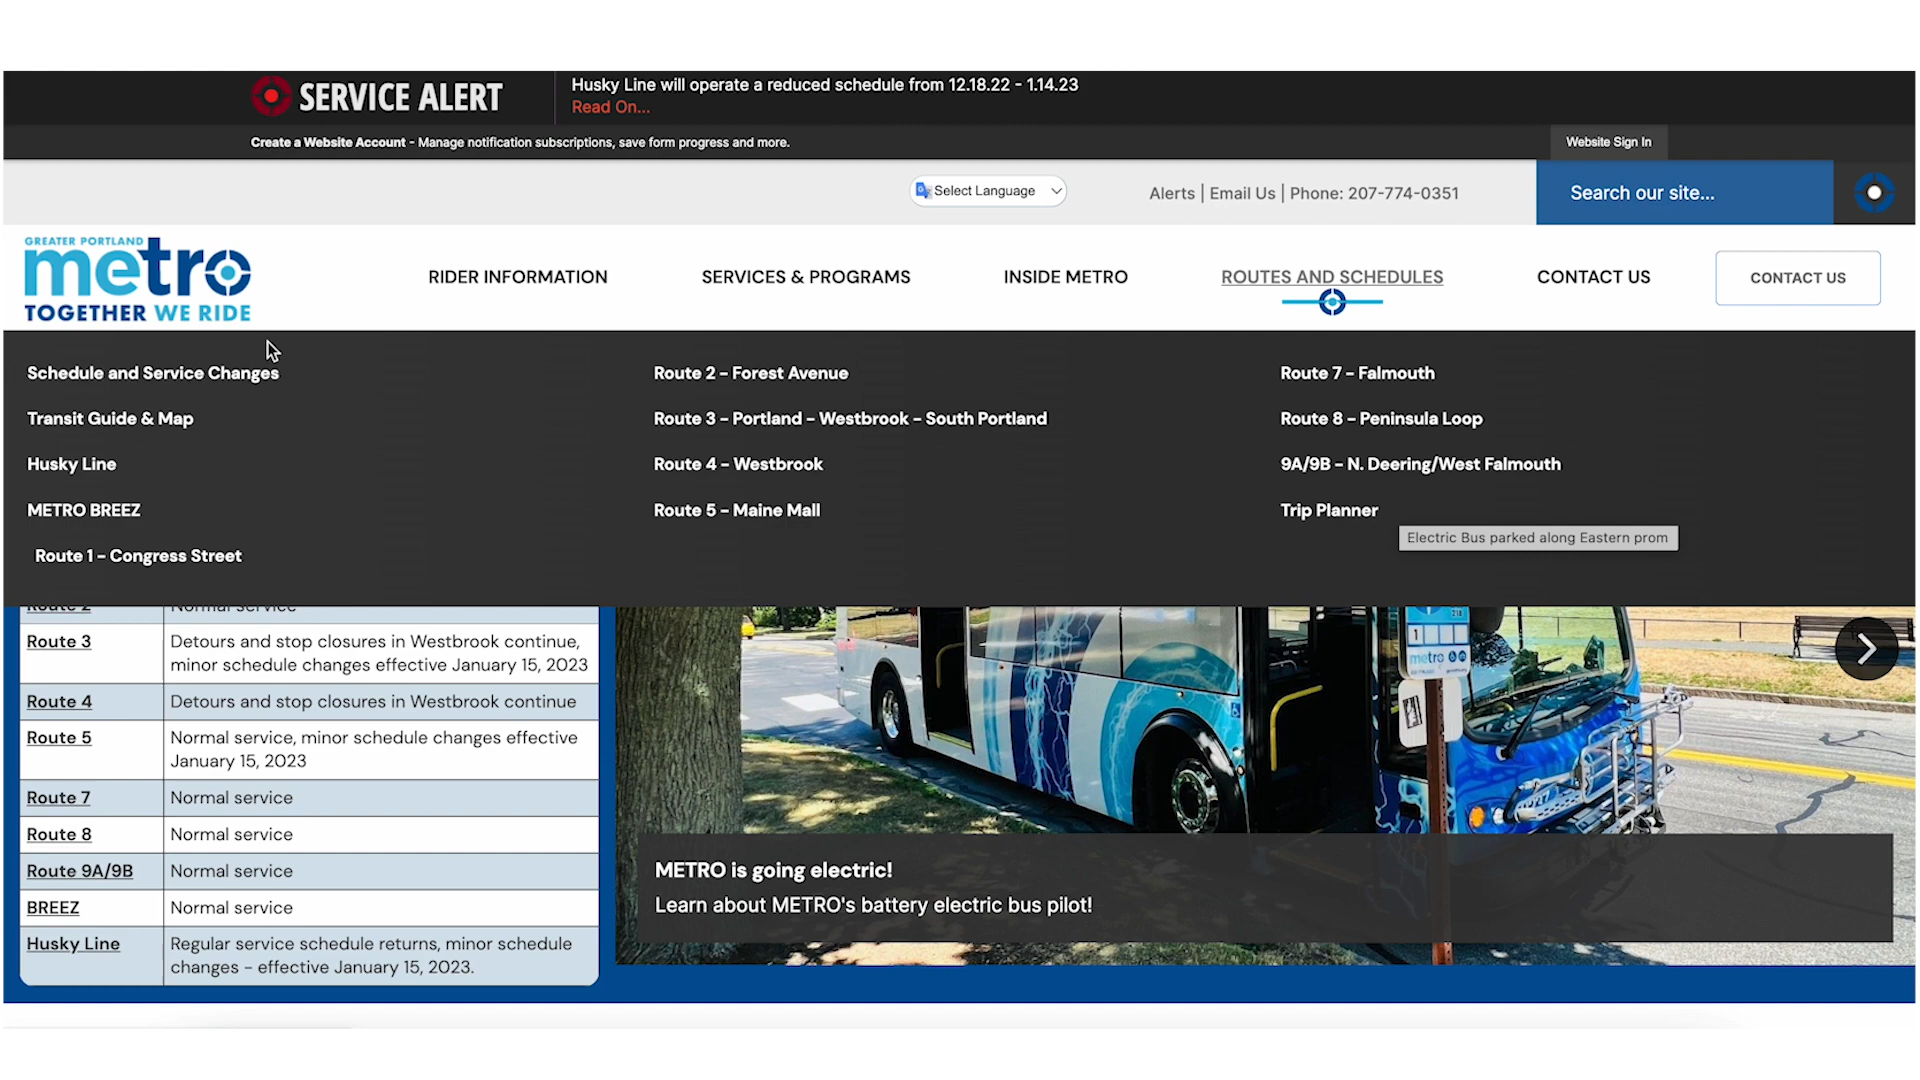 SERVICE ALERT
Husky Line will operate a reduced schedule from 12.18.22 - 1.14.23
Read On...
Create a Website Account - Manage notification subscriptions, save form progress and more.
Website Sign In
Select Language
Alerts | Email Us | Phone: 207-774-0351
Search our site...
GREATER PORTLAND
metro
TOGETHER WE RIDE
RIDER INFORMATION
SERVICES & PROGRAMS
INSIDE METRO
ROUTES AND SCHEDULES
CONTACT US
CONTACT US
Schedule and Service Changes
Transit Guide & Map
Husky Line
METRO BREEZ
Route 1 - Congress Street
Route 2 - Forest Avenue
Route 3 - Portland - Westbrook - South Portland
Route 4 - Westbrook
Route 5 - Maine Mall
Route 7 - Falmouth
Route 8 - Peninsula Loop
9A/9B - N. Deering/West Falmouth
Trip Planner
Electric Bus parked along Eastern prom
Route 2 Normal service
Route 3 Detours and stop closures in Westbrook continue,
minor schedule changes effective January 15, 2023
Route 4 Detours and stop closures in Westbrook continue
Route 5 Normal service, minor schedule changes effective
January 15, 2023
Route 7 Normal service
Route 8 Normal service
Route 9A/9B Normal service
BREEZ Normal service
Husky Line Regular service schedule returns, minor schedule
changes - effective January 15, 2023.
1
metro
METRO is going electric!
Learn about METRO's battery electric bus pilot!